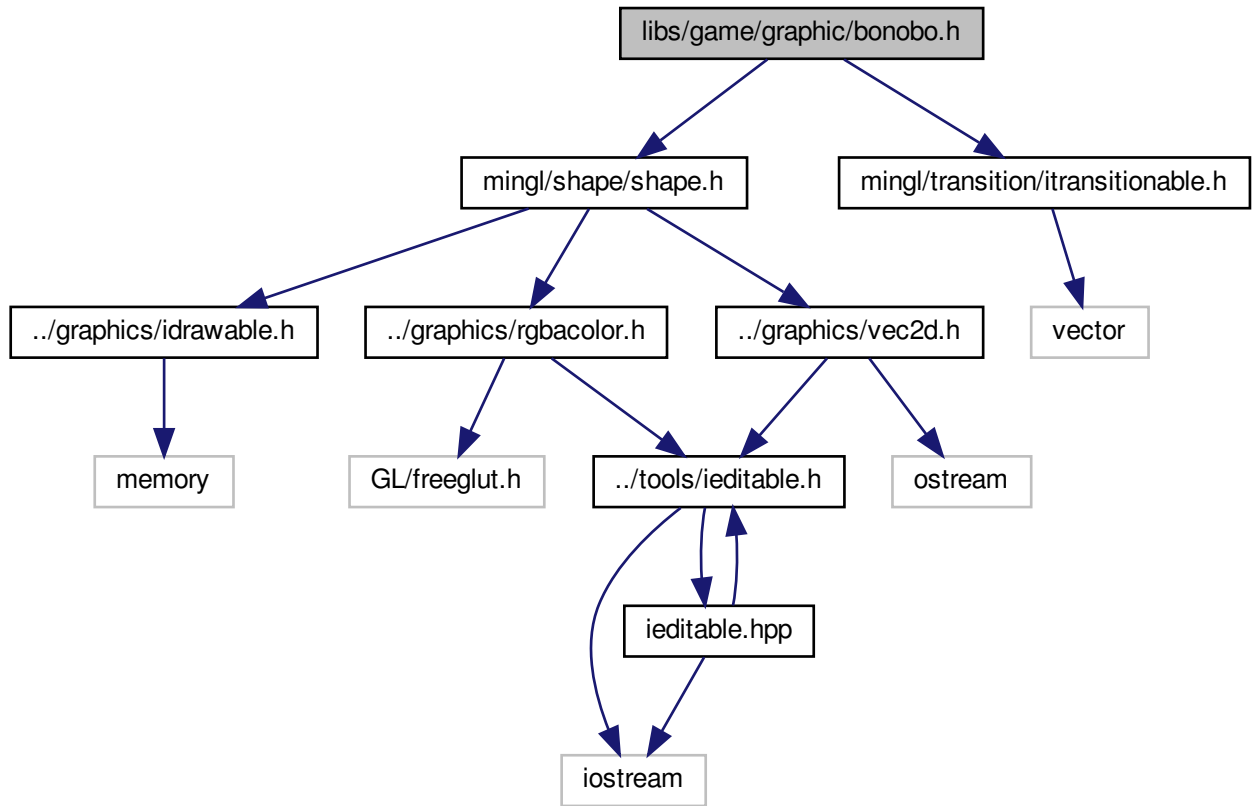 libs/game/graphic/bonobo.h
mingl/shape/shape.h
mingl/transition/itransitionable.h
../graphics/idrawable.h
../graphics/rgbacolor.h
../graphics/vec2d.h
vector
memory
GL/freeglut.h
../tools/ieditable.h
ostream
ieditable.hpp
iostream